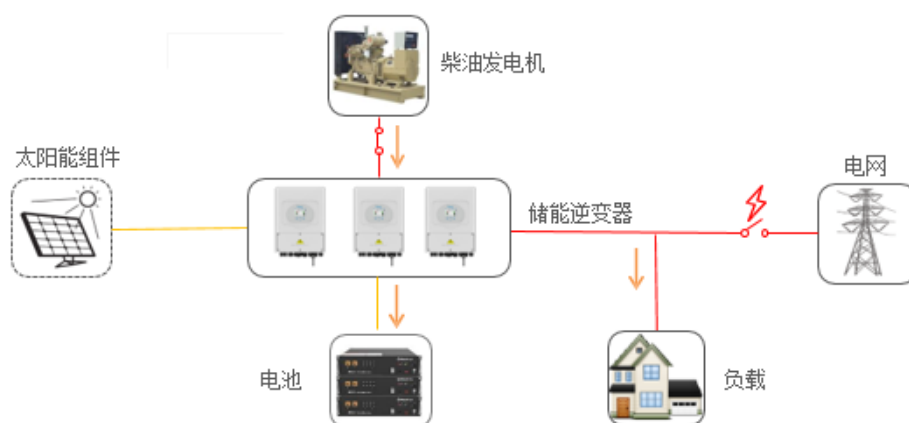 柴油发电机
太阳能组件
电网
储能逆变器
电池
负载